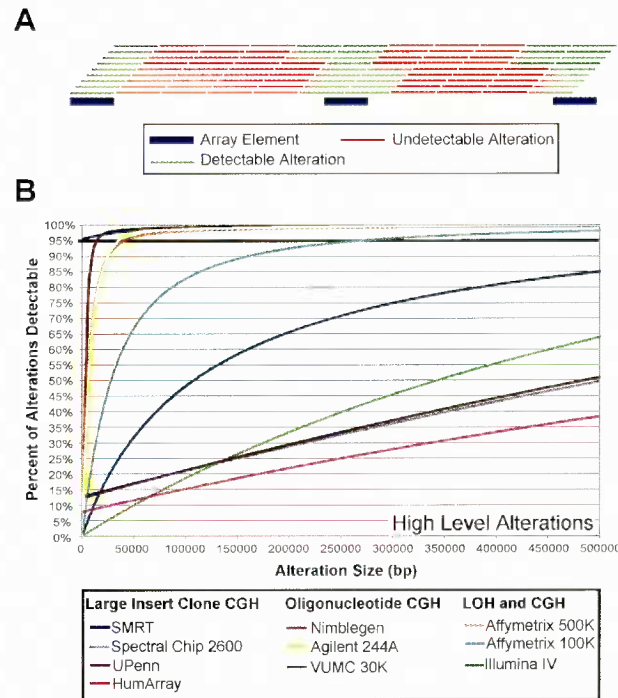 A
Array Element
Undetectable Alteration
Detectable Alteration
B
Percent of Alterations Detectable
100%
95%
90%
85%
80%
75%
70%
65%
60%
55%
50%
45%
40%
35%
30%
25%
20%
15%
10%
5%
0%
High Level Alterations
0 50000 100000 150000 200000 250000 300000 350000 400000 450000 500000
Alteration Size (bp)
Large Insert Clone CGH Oligonucleotide CGH LOH and CGH
SMRT Nimblegen Affymetrix 500K
Spectral Chip 2600 Agilent 244A Affymetrix 100K
UPenn VUMC 30K Illumina IV
HumArray